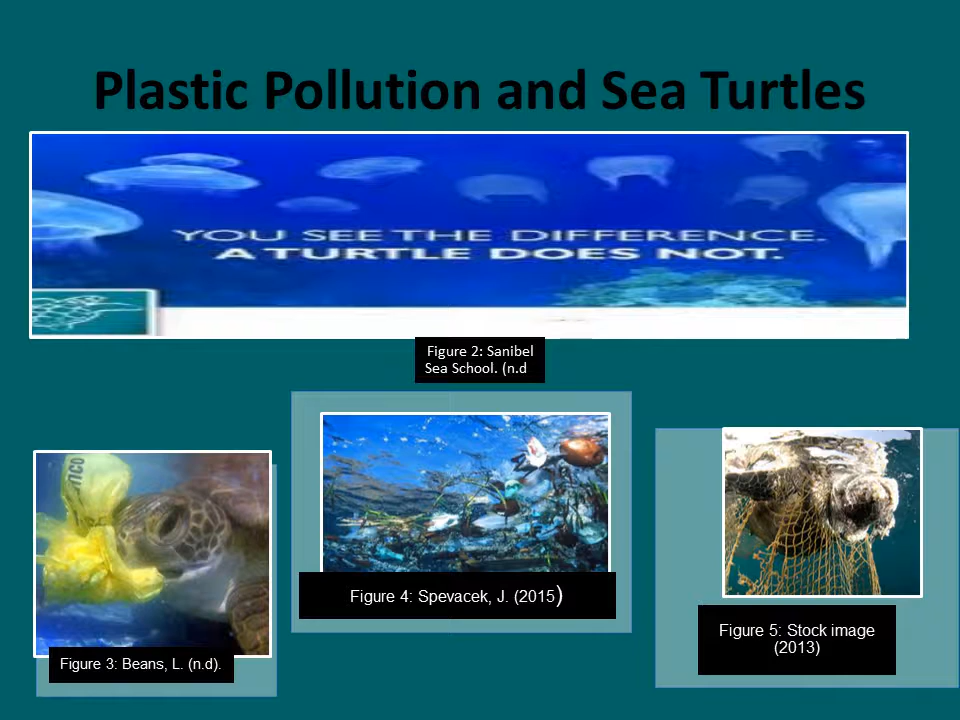 Plastic Pollution and Sea Turtles
YOU SEE THE DIFFERENCE.
A TURTLE DOES NOT.
Figure 2: Sanibel
Sea School. (n.d
Figure 4: Spevacek, J. (2015)
Figure 5: Stock image
(2013)
Figure 3: Beans, L. (n.d).